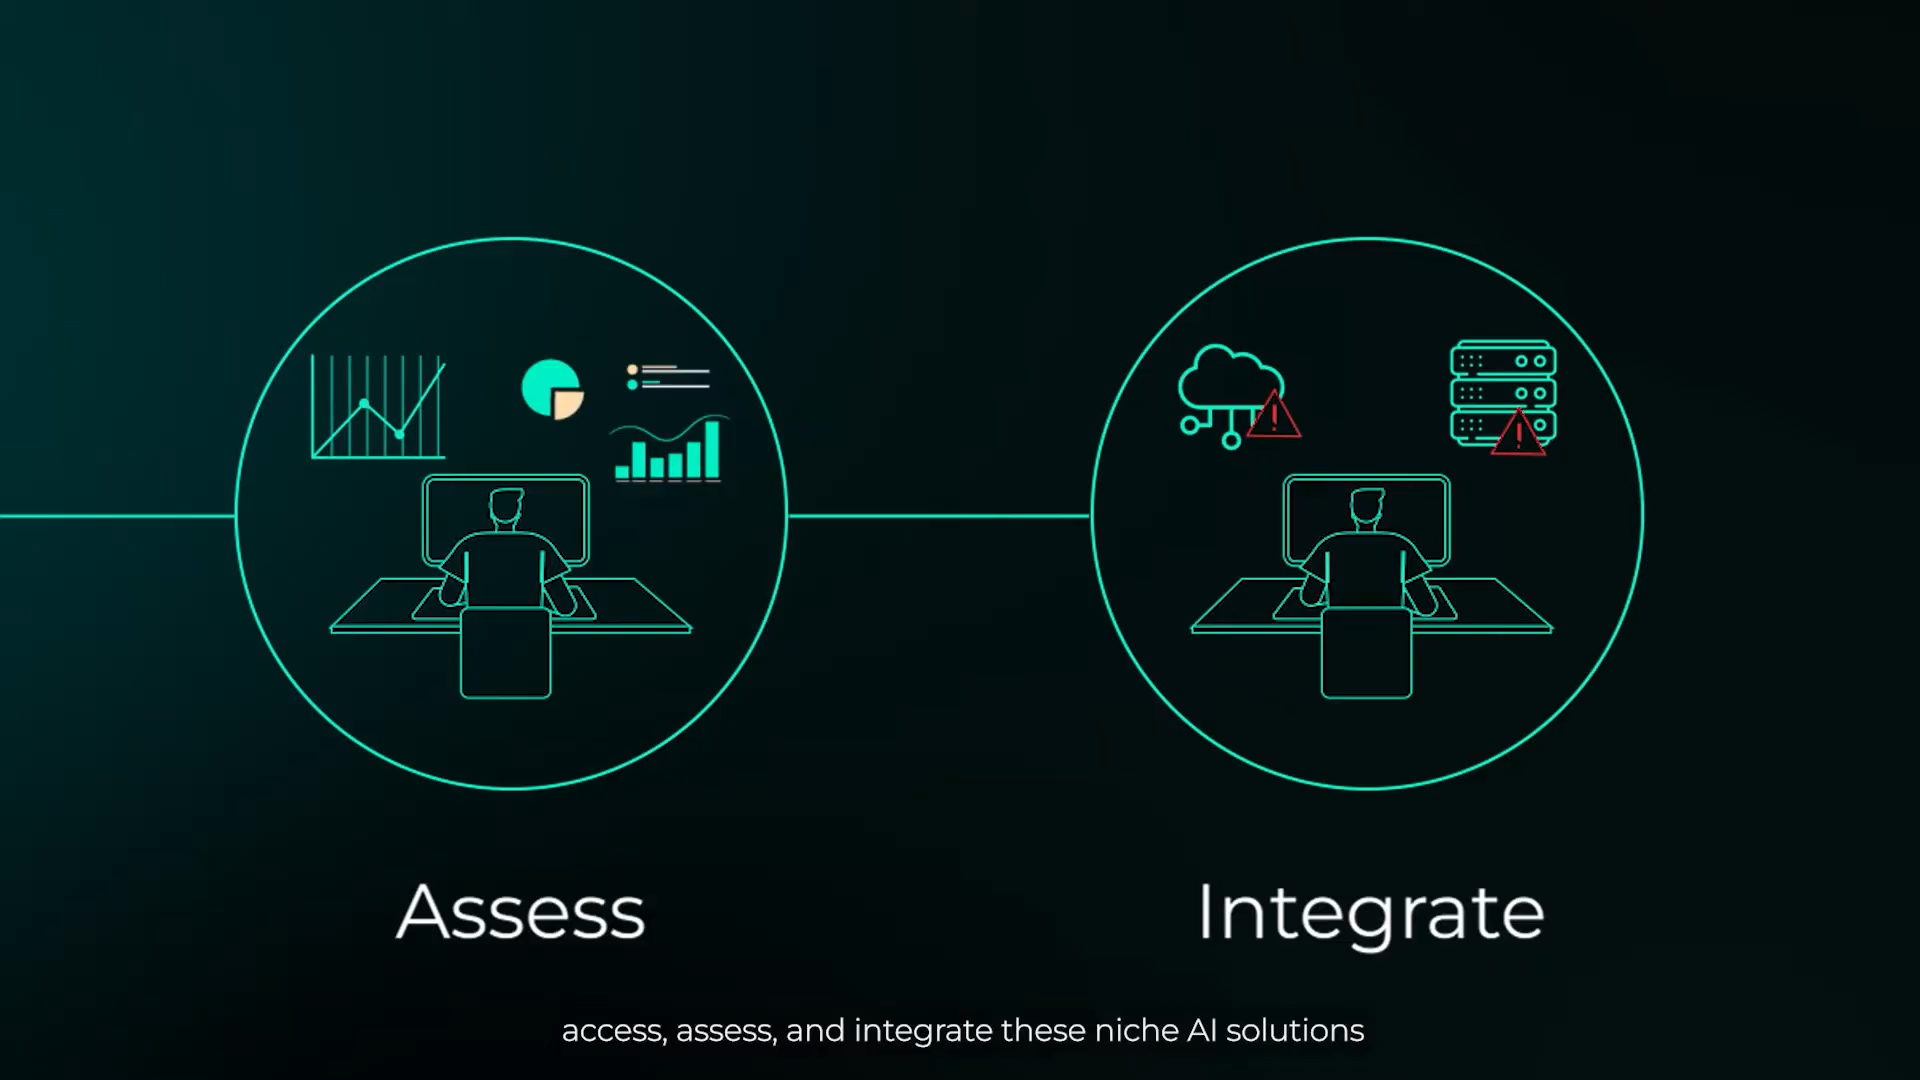 Assess
Integrate
access, assess, and integrate these niche AI solutions